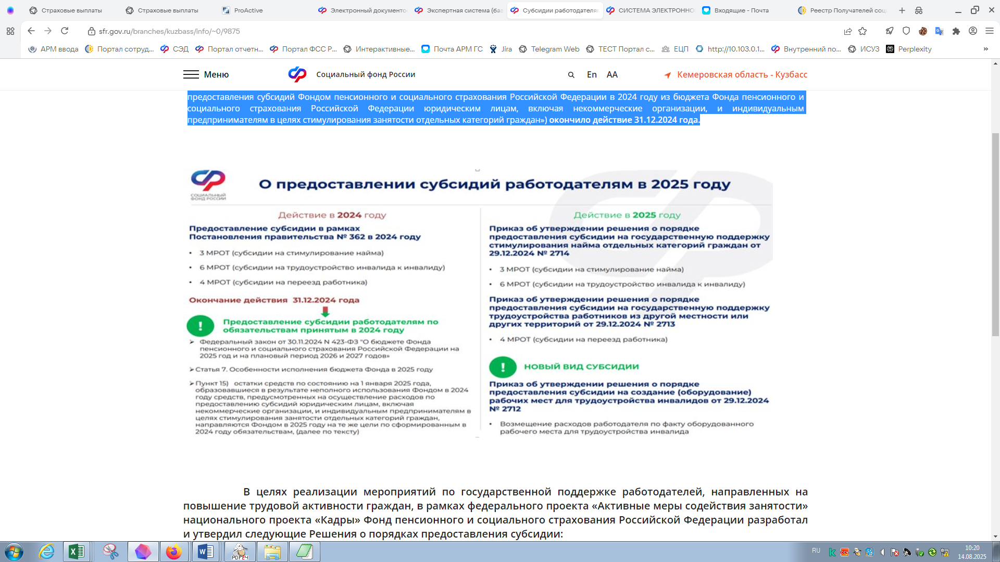 Страховые выплаты
Страховые выплаты
ProActive
Электронный документо
Экспертная система (баз
Субсидии работодателям
СИСТЕМА ЭЛЕКТРОННО
Входящие - Почта
Реестр Получателей соц
sfr.gov.ru/branches/kuzbass/info/~0/9875
АРМ ввода
Портал сотруд...
СЭД
Портал отчетн...
Портал ФСС Р...
Интерактивные...
Почта АРМ ГС
Jira
Telegram Web
ТЕСТ Портал с...
ЕЦП
http://10.103.0.1...
Внутренний по...
ИСУЗ
Perplexity
»
Меню
Социальный фонд России
En
AA
Кемеровская область - Кузбасс
предоставления субсидий Фондом пенсионного и социального страхования Российской Федерации в 2024 году из бюджета Фонда пенсионного и
социального страхования Российской Федерации юридическим лицам, включая некоммерческие организации, и индивидуальным
предпринимателям в целях стимулирования занятости отдельных категорий граждан») окончило действие 31.12.2024 года.
СОЦИАЛЬНЫЙ
ФОНД РОССИИ
О предоставлении субсидий работодателям в 2025 году
Действие в 2024 году
Предоставление субсидии в рамках
Постановления правительства № 362 в 2024 году
• 3 МРОТ (субсидии на стимулирование найма)
• 6 МРОТ (субсидии на трудоустройство инвалида к инвалиду)
• 4 МРОТ (субсидии на переезд работника)
Окончание действия 31.12.2024 года
! Предоставление субсидии работодателям по
обязательствам принятым в 2024 году
➢ Федеральный закон от 30.11.2024 N 423-ФЗ "О бюджете Фонда
пенсионного и социального страхования Российской Федерации на
2025 год и на плановый период 2026 и 2027 годов»
➢ Статья 7. Особенности исполнения бюджета Фонда в 2025 году
➢ Пункт 15) остатки средств по состоянию на 1 января 2025 года,
образовавшиеся в результате неполного использования Фондом в 2024
году средств, предусмотренных на осуществление расходов по
предоставлению субсидий юридическим лицам, включая
некоммерческие организации, и индивидуальным предпринимателям в
целях стимулирования занятости отдельных категорий граждан,
направляются Фондом в 2025 году на те же цели по сформированным в
2024 году обязательствам, (далее по тексту)
Действие в 2025 году
Приказ об утверждении решения о порядке
предоставления субсидии на государственную поддержку
стимулирования найма отдельных категорий граждан от
29.12.2024 № 2714
• 3 МРОТ (субсидии на стимулирование найма)
• 6 МРОТ (субсидии на трудоустройство инвалида к инвалиду)
Приказ об утверждении решения о порядке
предоставления субсидии на государственную поддержку
трудоустройства работников из другой местности или
других территорий от 29.12.2024 № 2713
• 4 МРОТ (субсидии на переезд работника)
! НОВЫЙ ВИД СУБСИДИИ
Приказ об утверждении решения о порядке
предоставления субсидии на создание (оборудование)
рабочих мест для трудоустройства инвалидов от 29.12.2024
№ 2712
• Возмещение расходов работодателя по факту оборудованного
рабочего места для трудоустройства инвалида
В целях реализации мероприятий по государственной поддержке работодателей, направленных на
повышение трудовой активности граждан, в рамках федерального проекта «Активные меры содействия занятости»
национального проекта «Кадры» Фонд пенсионного и социального страхования Российской Федерации разработал
и утвердил следующие Решения о порядках предоставления субсидии:
PDF24
RU
10:20
14.08.2025